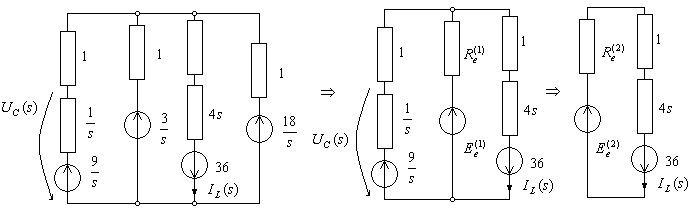 1
1
1
U_C(s)
1/s
9/s
3/s
4s
36
I_L(s)
18/s
⇒
1
R_e^(1)
1
U_C(s)
1/s
9/s
E_e^(1)
4s
36
I_L(s)
⇒
R_e^(2)
1
4s
E_e^(2)
36
I_L(s)